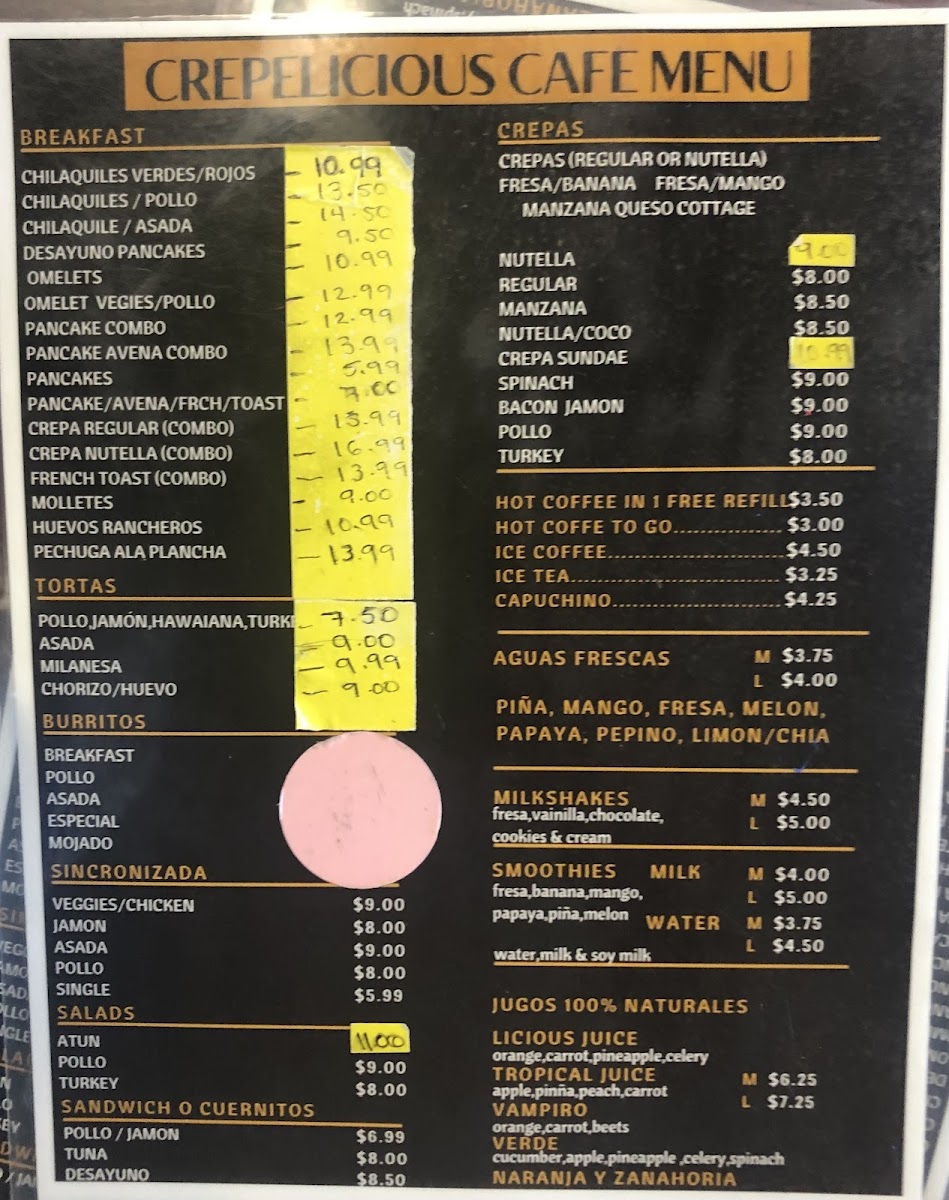 CREPELICIOUS CAFE MENU
BREAKFAST
CHILAQUILES VERDES/ROJOS - 10.99
CHILAQUILES / POLLO - 13.50
CHILAQUILE / ASADA - 14.50
DESAYUNO PANCAKES - 9.50
OMELETS - 10.99
OMELET VEGIES/POLLO - 12.99
PANCAKE COMBO - 12.99
PANCAKE AVENA COMBO - 13.99
PANCAKES - 5.99
PANCAKE/AVENA/FRCH/TOAST - 7.00
CREPA REGULAR (COMBO) - 15.99
CREPA NUTELLA (COMBO) - 16.99
FRENCH TOAST (COMBO) - 13.99
MOLLETES - 9.00
HUEVOS RANCHEROS - 10.99
PECHUGA ALA PLANCHA - 13.99
TORTAS
POLLO,JAMÓN,HAWAIANA,TURKE - 7.50
ASADA - 9.00
MILANESA - 9.99
CHORIZO/HUEVO - 9.00
BURRITOS
BREAKFAST
POLLO
ASADA
ESPECIAL
MOJADO
SINCRONIZADA
VEGGIES/CHICKEN $9.00
JAMON $8.00
ASADA $9.00
POLLO $8.00
SINGLE $5.99
SALADS
ATUN 11.00
POLLO $9.00
TURKEY $8.00
SANDWICH O CUERNITOS
POLLO / JAMON $6.99
TUNA $8.00
DESAYUNO $8.50
CREPAS
CREPAS (REGULAR OR NUTELLA)
FRESA/BANANA FRESA/MANGO
MANZANA QUESO COTTAGE
NUTELLA 9.00
REGULAR $8.00
MANZANA $8.50
NUTELLA/COCO $8.50
CREPA SUNDAE 10.99
SPINACH $9.00
BACON JAMON $9.00
POLLO $9.00
TURKEY $8.00
HOT COFFEE IN 1 FREE REFILL $3.50
HOT COFFE TO GO.............. $3.00
ICE COFFEE....................... $4.50
ICE TEA............................ $3.25
CAPUCHINO...................... $4.25
AGUAS FRESCAS M $3.75
L $4.00
PIÑA, MANGO, FRESA, MELON,
PAPAYA, PEPINO, LIMON/CHIA
MILKSHAKES M $4.50
fresa,vainilla,chocolate, L $5.00
cookies & cream
SMOOTHIES MILK M $4.00
fresa,banana,mango, L $5.00
papaya,piña,melon WATER M $3.75
L $4.50
water,milk & soy milk
JUGOS 100% NATURALES
LICIOUS JUICE
orange,carrot,pineapple,celery
TROPICAL JUICE M $6.25
apple,pinña,peach,carrot L $7.25
VAMPIRO
orange,carrot,beets
VERDE
cucumber,apple,pineapple ,celery,spinach
NARANJA Y ZANAHORIA